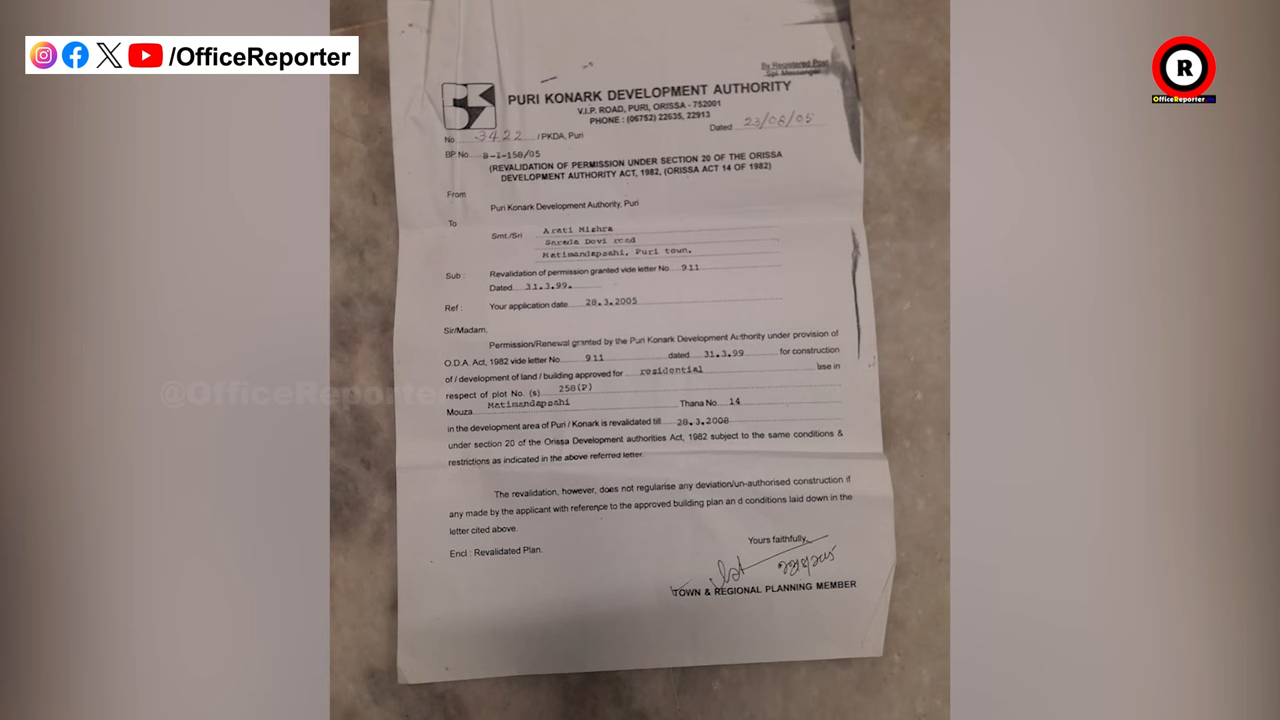 /OfficeReporter
R
OfficeReporter
By Registered Post
Spl. Messenger
PURI KONARK DEVELOPMENT AUTHORITY
V.I.P. ROAD, PURI, ORISSA - 752001
PHONE : (06752) 22635, 22913
No 3422 / PKDA, Puri Dated 23/08/05
BP. No. B-I-158/05
(REVALIDATION OF PERMISSION UNDER SECTION 20 OF THE ORISSA
DEVELOPMENT AUTHORITY ACT, 1982, (ORISSA ACT 14 OF 1982)
From
Puri Konark Development Authority, Puri
To
Smt./Sri Arati Mishra
Sarada Devi road
Matimandapsahi, Puri town.
Sub : Revalidation of permission granted vide letter No 911
Dated 31.3.99.
Ref : Your application date 28.3.2005
Sir/Madam,
Permission/Renewal granted by the Puri Konark Development Authority under provision of
O.D.A. Act, 1982 vide letter No. 911 dated 31.3.99 for construction
of / development of land / building approved for residential use in
respect of plot No. (s) 258(P)
Mouza Matimandapsahi Thana No. 14
in the development area of Puri / Konark is revalidated till 28.3.2008
under section 20 of the Orissa Development authorities Act, 1982 subject to the same conditions &
restrictions as indicated in the above referred letter.
The revalidation, however, does not regularise any deviation/un-authorised construction if
any made by the applicant with reference to the approved building plan an d conditions laid down in the
letter cited above.
Encl : Revalidated Plan.
Yours faithfully,
TOWN & REGIONAL PLANNING MEMBER
@OfficeReporter